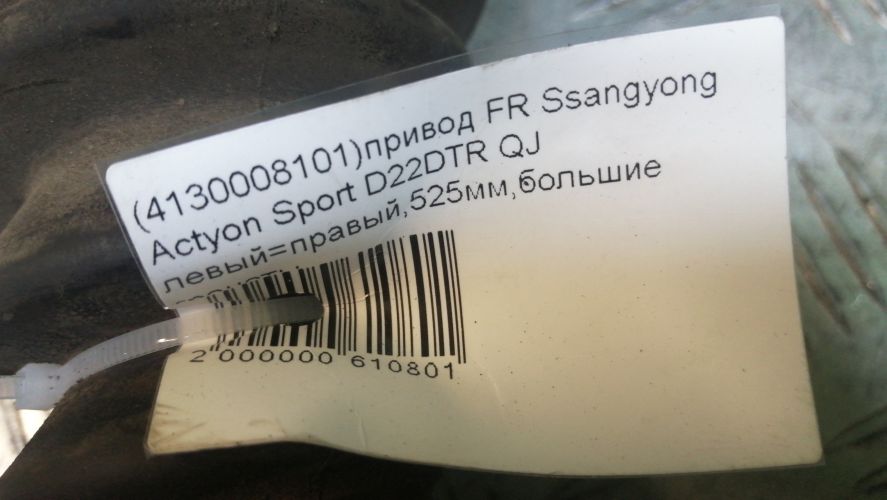 (4130008101)привод FR Ssangyong
Actyon Sport D22DTR QJ
левый=правый,525мм,большие
2 000000 610801